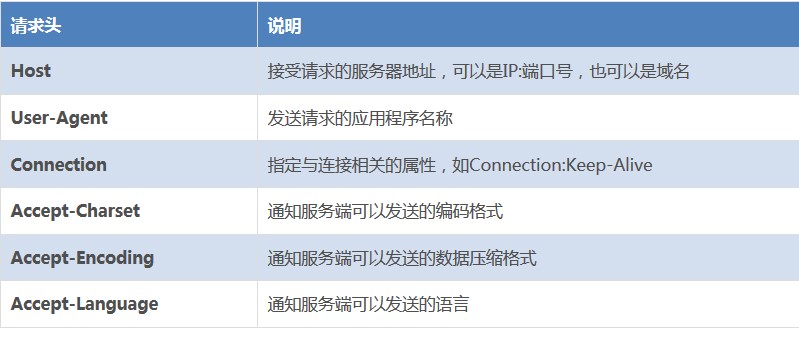 请求头 说明
Host 接受请求的服务器地址，可以是IP:端口号，也可以是域名
User-Agent 发送请求的应用程序名称
Connection 指定与连接相关的属性，如Connection:Keep-Alive
Accept-Charset 通知服务端可以发送的编码格式
Accept-Encoding 通知服务端可以发送的数据压缩格式
Accept-Language 通知服务端可以发送的语言